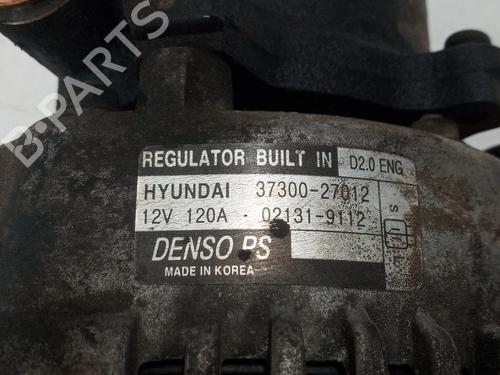 B-PARTS
REGULATOR BUILT IN D2.0 ENG
HYUNDAI 37300-27012
12V 120A - 02131-9112
DENSO PS
MADE IN KOREA
S